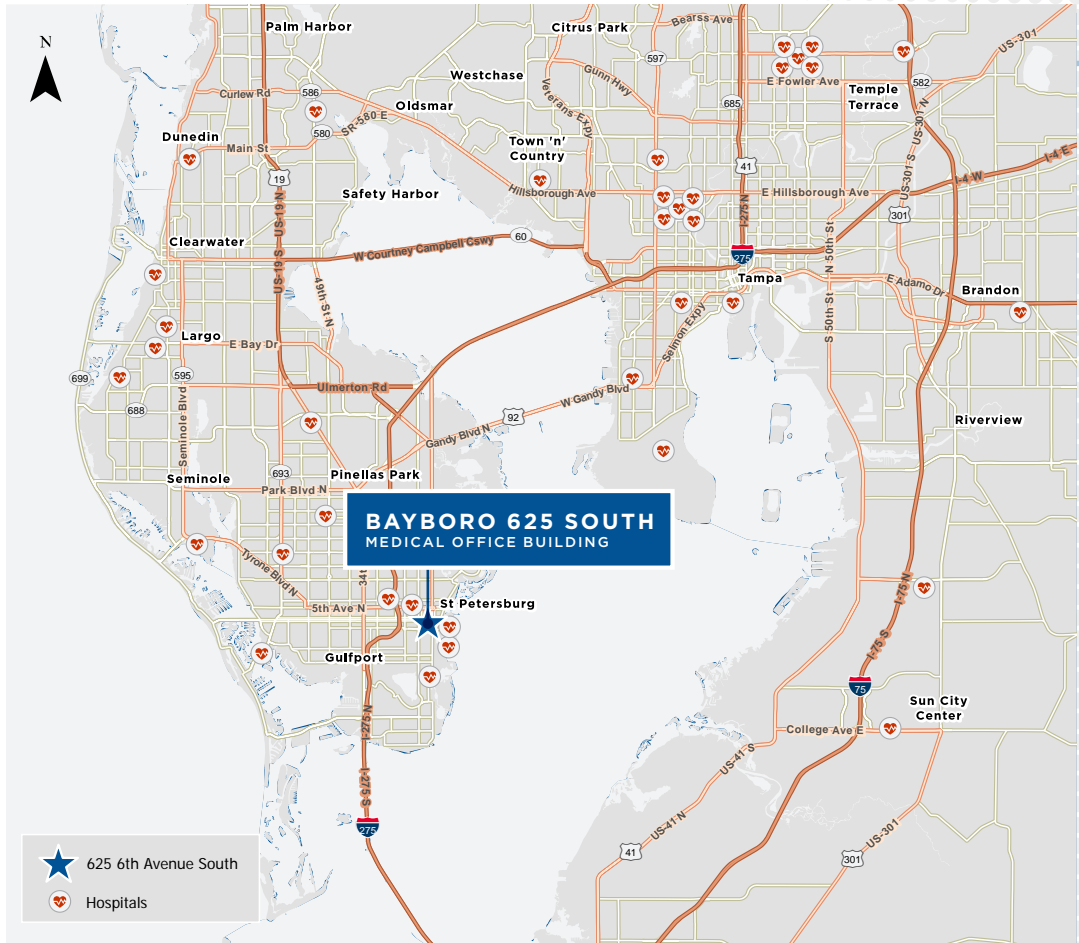 N
Palm Harbor
Citrus Park
Bearss Ave
US-301
597
Gunn Hwy
E Fowler Ave
582
Westchase
Veterans Expy
685
Temple
Terrace
Curlew Rd
586
Oldsmar
580
SR-580 E
US-301 N
Dunedin
Main St
Town 'n'
Country
41
I-4 E
I-4 W
US-301 S
19
US-19 N
Safety Harbor
Hillsborough Ave
E Hillsborough Ave
I-275 N
301
Clearwater
60
W Courtney Campbell Cswy
275
N 50th St
US-19 S
49th St N
Tampa
E Adamo Dr
Brandon
Largo
E Bay Dr
Selmon Expy
S 50th St
699
595
Ulmerton Rd
688
92
W Gandy Blvd
Seminole Blvd
Gandy Blvd N
Riverview
693
Pinellas Park
Seminole
Park Blvd N
BAYBORO 625 SOUTH
MEDICAL OFFICE BUILDING
Tyrone Blvd N
34t
I-75 N
5th Ave N
St Petersburg
Gulfport
I-75 S
75
Sun City
Center
I-275 N
College Ave E
US-41 S
I-275 S
275
US-41 N
US-301
41
301
625 6th Avenue South
Hospitals